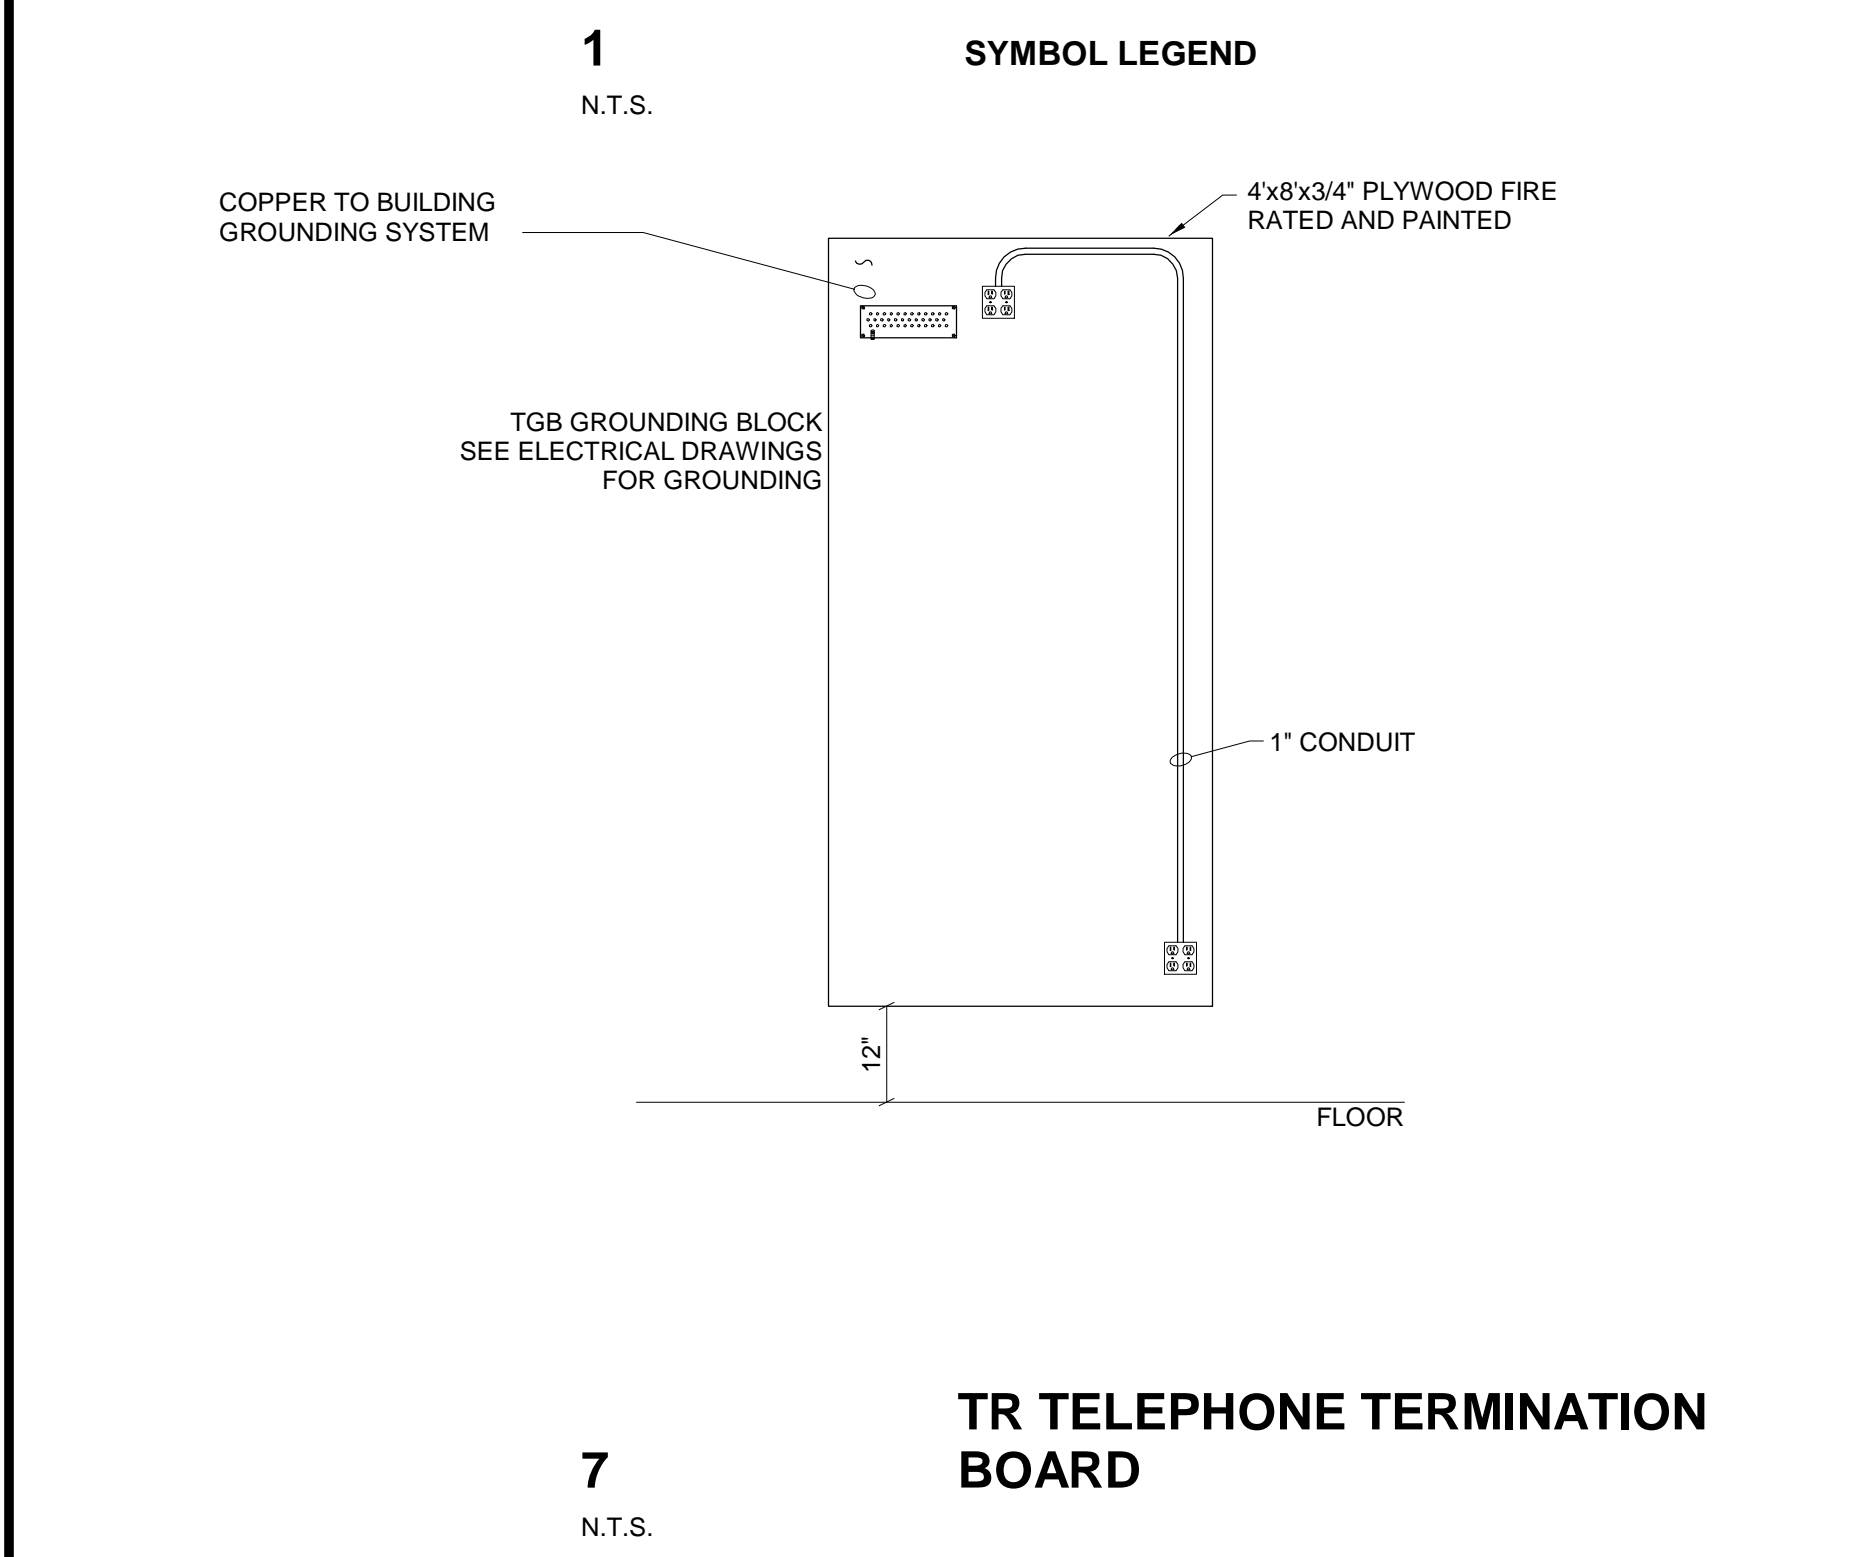 1
SYMBOL LEGEND
N.T.S.
COPPER TO BUILDING
GROUNDING SYSTEM
4'x8'x3/4" PLYWOOD FIRE
RATED AND PAINTED
TGB GROUNDING BLOCK
SEE ELECTRICAL DRAWINGS
FOR GROUNDING
1" CONDUIT
12"
FLOOR
7
TR TELEPHONE TERMINATION
BOARD
N.T.S.